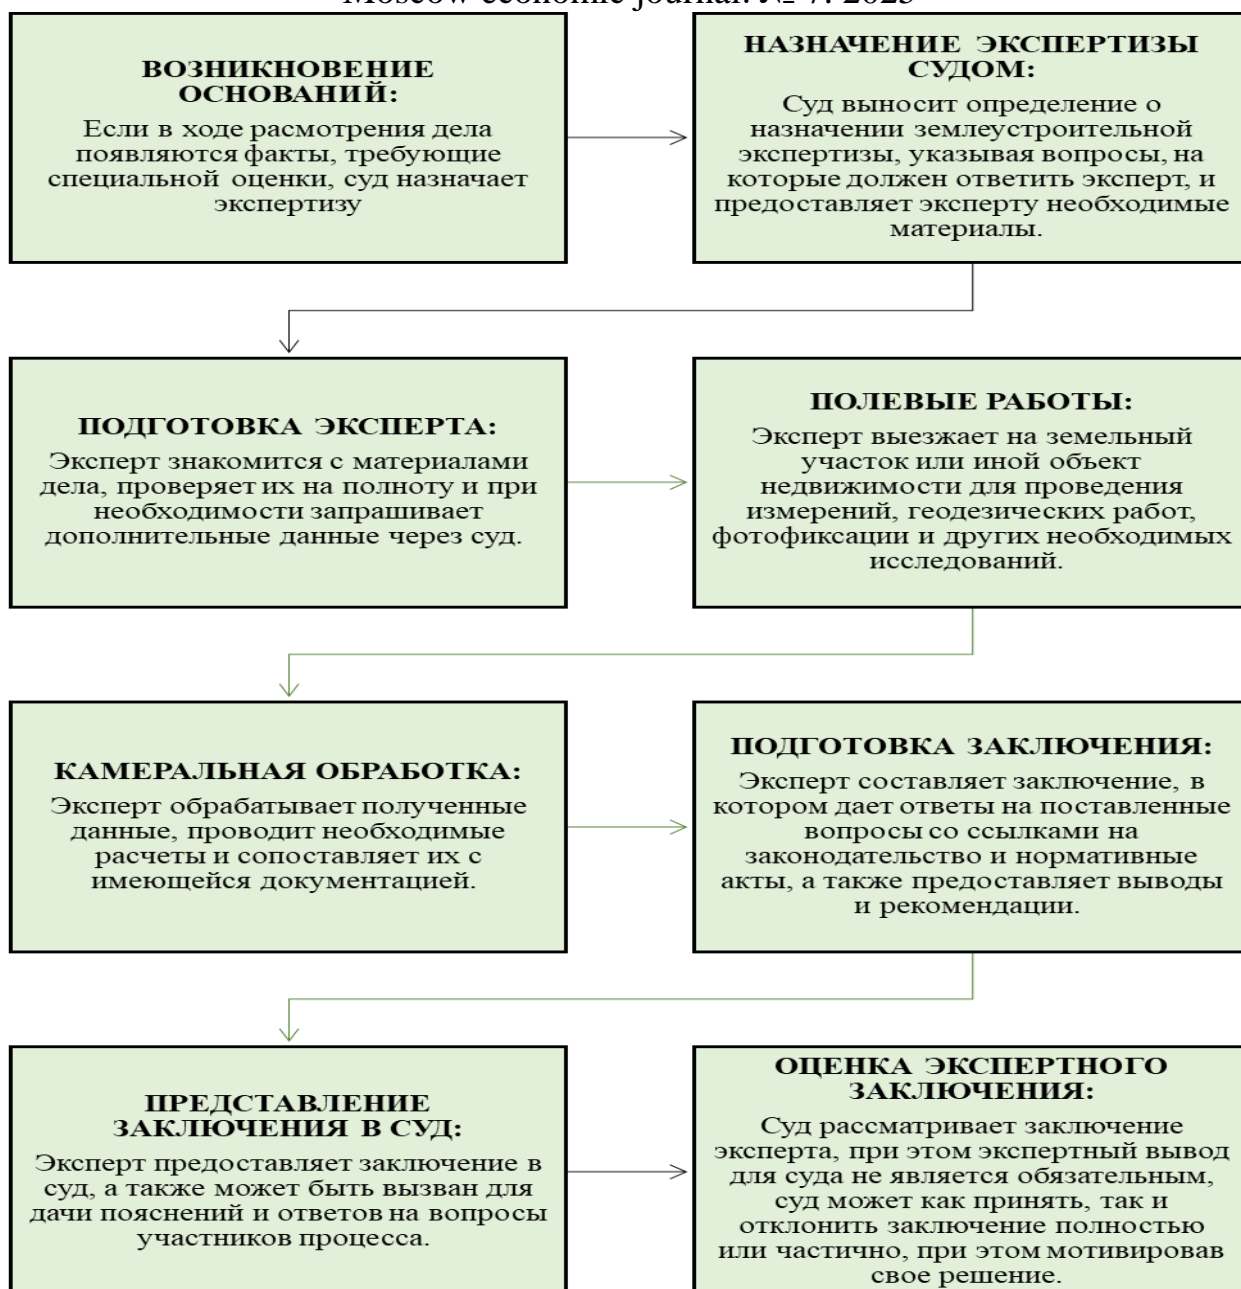 Moscow economic journal. № 7. 2025
ВОЗНИКНОВЕНИЕ
ОСНОВАНИЙ:
Если в ходе расмотрения дела
появляются факты, требующие
специальной оценки, суд назначает
экспертизу
НАЗНАЧЕНИЕ ЭКСПЕРТИЗЫ
СУДОМ:
Суд выносит определение о
назначении землеустроительной
экспертизы, указывая вопросы, на
которые должен ответить эксперт, и
предоставляет эксперту необходимые
материалы.
ПОДГОТОВКА ЭКСПЕРТА:
Эксперт знакомится с материалами
дела, проверяет их на полноту и при
необходимости запрашивает
дополнительные данные через суд.
ПОЛЕВЫЕ РАБОТЫ:
Эксперт выезжает на земельный
участок или иной объект
недвижимости для проведения
измерений, геодезических работ,
фотофиксации и других необходимых
исследований.
КАМЕРАЛЬНАЯ ОБРАБОТКА:
Эксперт обрабатывает полученные
данные, проводит необходимые
расчеты и сопоставляет их с
имеющейся документацией.
ПОДГОТОВКА ЗАКЛЮЧЕНИЯ:
Эксперт составляет заключение, в
котором дает ответы на поставленные
вопросы со ссылками на
законодательство и нормативные
акты, а также предоставляет выводы
и рекомендации.
ПРЕДСТАВЛЕНИЕ
ЗАКЛЮЧЕНИЯ В СУД:
Эксперт предоставляет заключение в
суд, а также может быть вызван для
дачи пояснений и ответов на вопросы
участников процесса.
ОЦЕНКА ЭКСПЕРТНОГО
ЗАКЛЮЧЕНИЯ:
Суд рассматривает заключение
эксперта, при этом экспертный вывод
для суда не является обязательным,
суд может как принять, так и
отклонить заключение полностью
или частично, при этом мотивировав
свое решение.